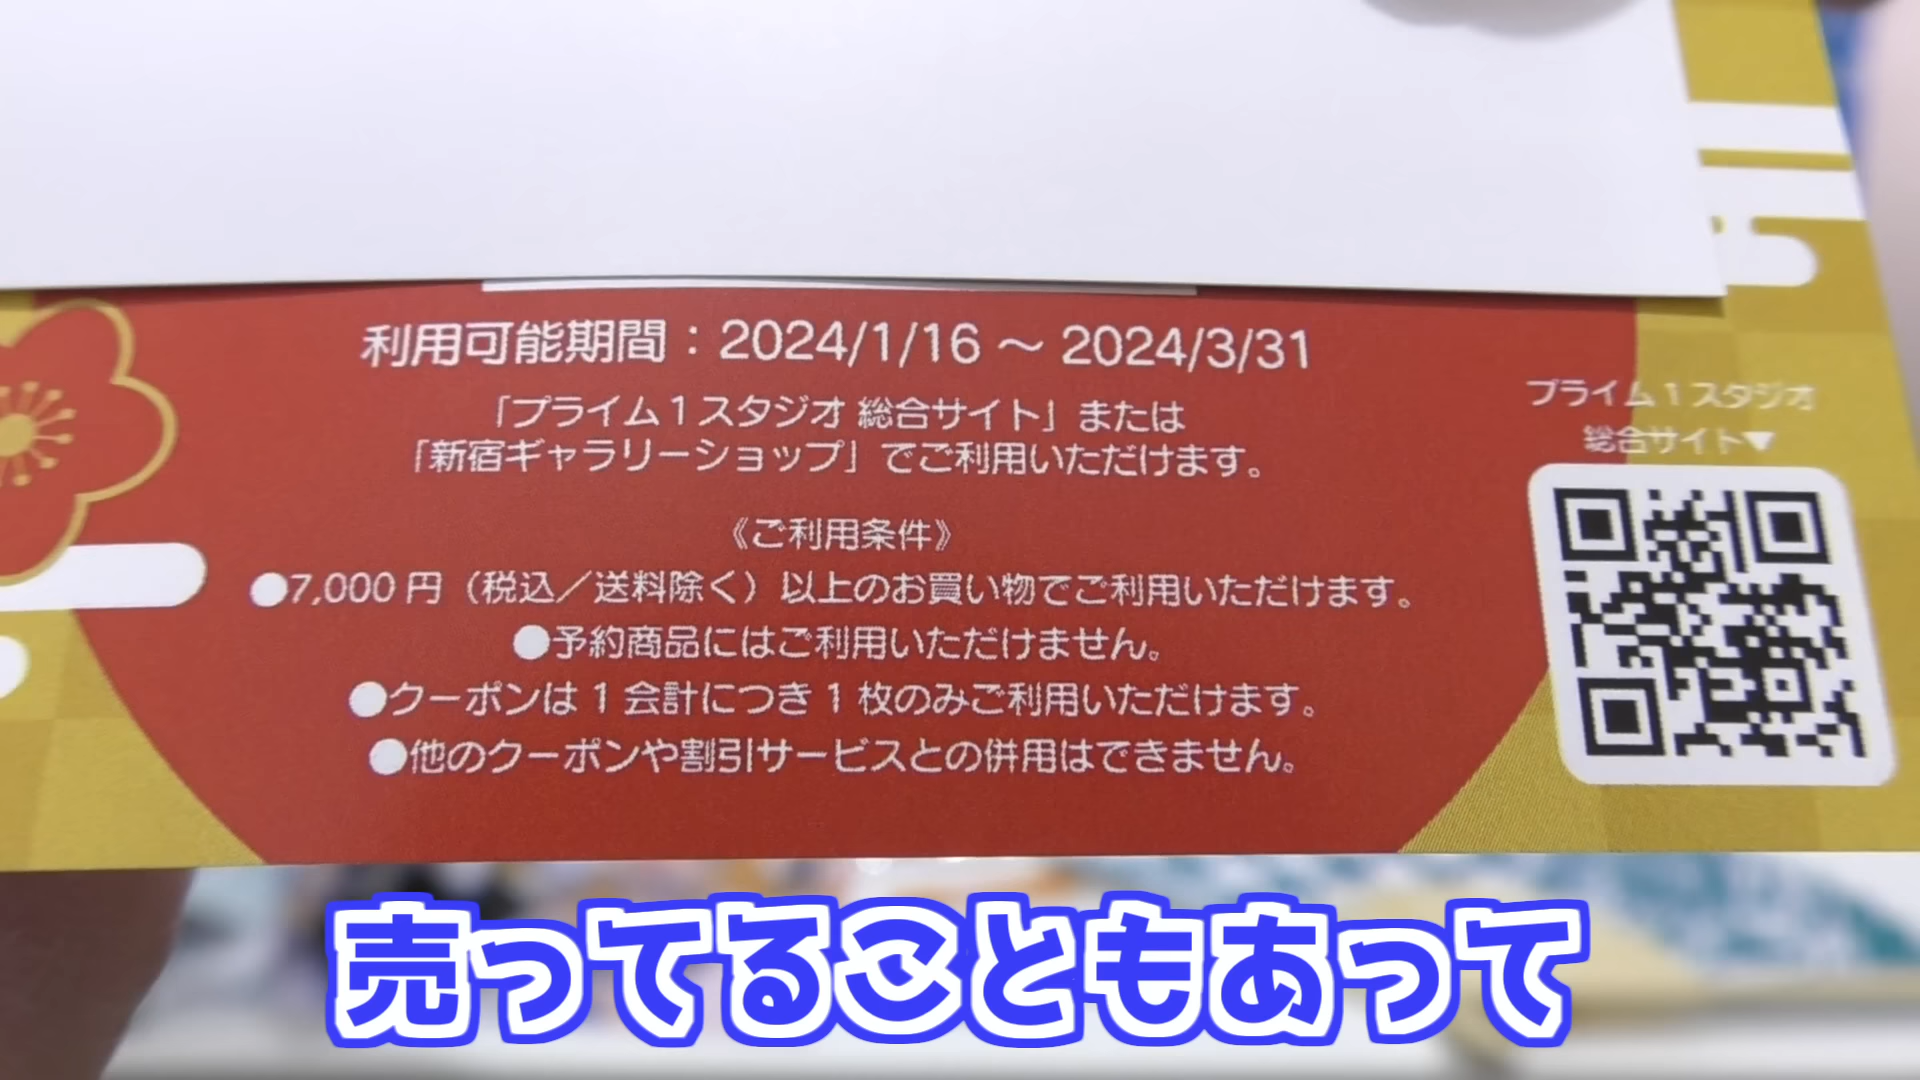 利用可能期間：2024/1/16 ～ 2024/3/31
「プライム1スタジオ 総合サイト」または
「新宿ギャラリーショップ」でご利用いただけます。
《ご利用条件》
●7,000 円（税込／送料除く）以上のお買い物でご利用いただけます。
●予約商品にはご利用いただけません。
●クーポンは 1 会計につき 1 枚のみご利用いただけます。
●他のクーポンや割引サービスとの併用はできません。
プライム1スタジオ
総合サイト▼
売ってることもあって